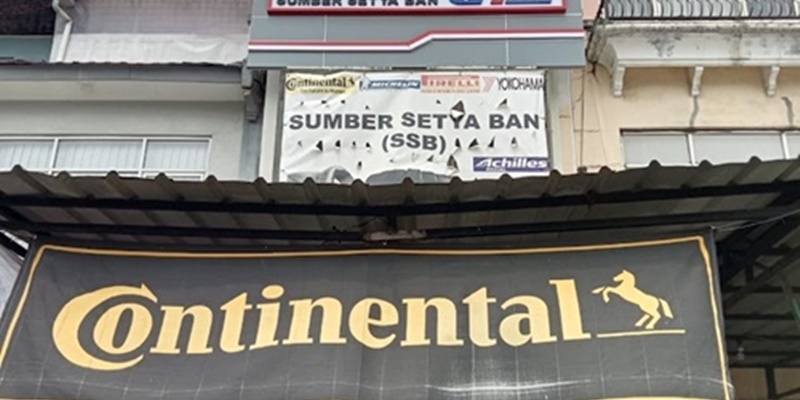 SUMBER SETYA BAN
Continental MICHELIN PIRELLI YOKOHAMA
SUMBER SETYA BAN
(SSB)
Achilles
Continental